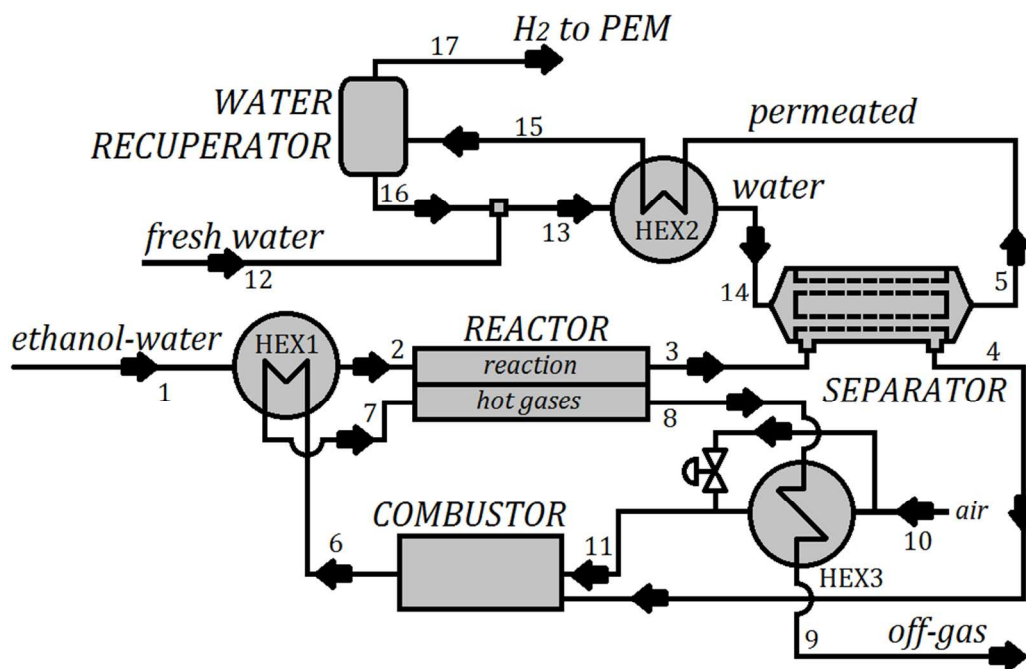 H2 to PEM
17
WATER
RECUPERATOR
15
permeated
16
water
HEX2
13
fresh water
12
14
5
ethanol-water
HEX1
REACTOR
2
reaction
3
4
1
7
hot gases
8
SEPARATOR
COMBUSTOR
air
6
11
10
HEX3
9
off-gas